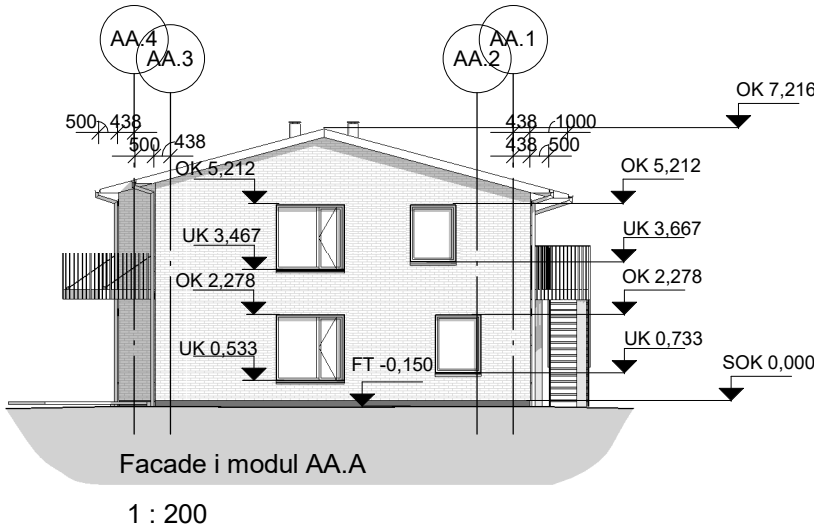 AA.4 AA.1
AA.3 AA.2
OK 7,216
500 438 438 1000
500 438 438 500
OK 5,212 OK 5,212
UK 3,467 UK 3,667
OK 2,278 OK 2,278
UK 0,533 FT -0,150 UK 0,733 SOK 0,000
Facade i modul AA.A
1 : 200